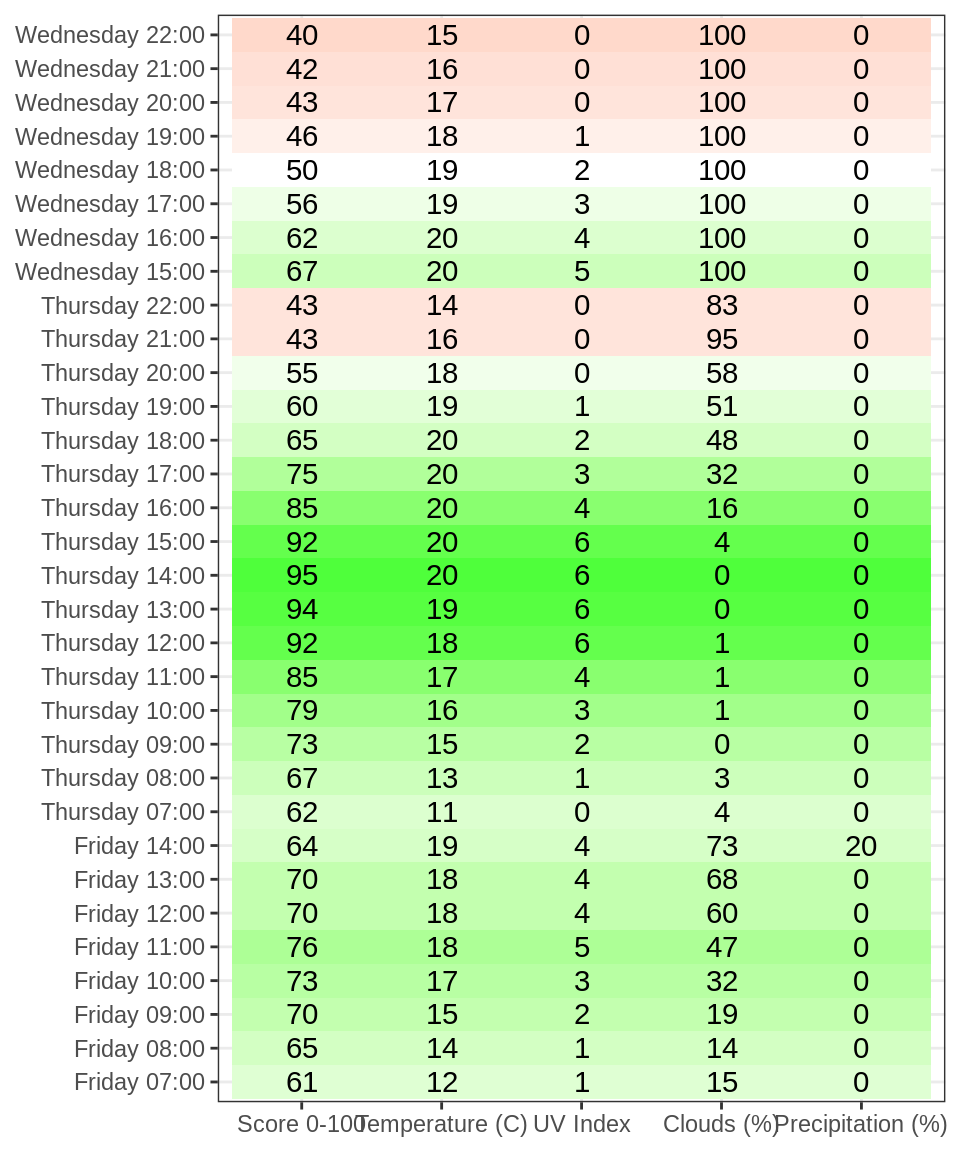 Wednesday 22:00 40 15 0 100 0
Wednesday 21:00 42 16 0 100 0
Wednesday 20:00 43 17 0 100 0
Wednesday 19:00 46 18 1 100 0
Wednesday 18:00 50 19 2 100 0
Wednesday 17:00 56 19 3 100 0
Wednesday 16:00 62 20 4 100 0
Wednesday 15:00 67 20 5 100 0
Thursday 22:00 43 14 0 83 0
Thursday 21:00 43 16 0 95 0
Thursday 20:00 55 18 0 58 0
Thursday 19:00 60 19 1 51 0
Thursday 18:00 65 20 2 48 0
Thursday 17:00 75 20 3 32 0
Thursday 16:00 85 20 4 16 0
Thursday 15:00 92 20 6 4 0
Thursday 14:00 95 20 6 0 0
Thursday 13:00 94 19 6 0 0
Thursday 12:00 92 18 6 1 0
Thursday 11:00 85 17 4 1 0
Thursday 10:00 79 16 3 1 0
Thursday 09:00 73 15 2 0 0
Thursday 08:00 67 13 1 3 0
Thursday 07:00 62 11 0 4 0
Friday 14:00 64 19 4 73 20
Friday 13:00 70 18 4 68 0
Friday 12:00 70 18 4 60 0
Friday 11:00 76 18 5 47 0
Friday 10:00 73 17 3 32 0
Friday 09:00 70 15 2 19 0
Friday 08:00 65 14 1 14 0
Friday 07:00 61 12 1 15 0
Score 0-100 Temperature (C) UV Index Clouds (%) Precipitation (%)